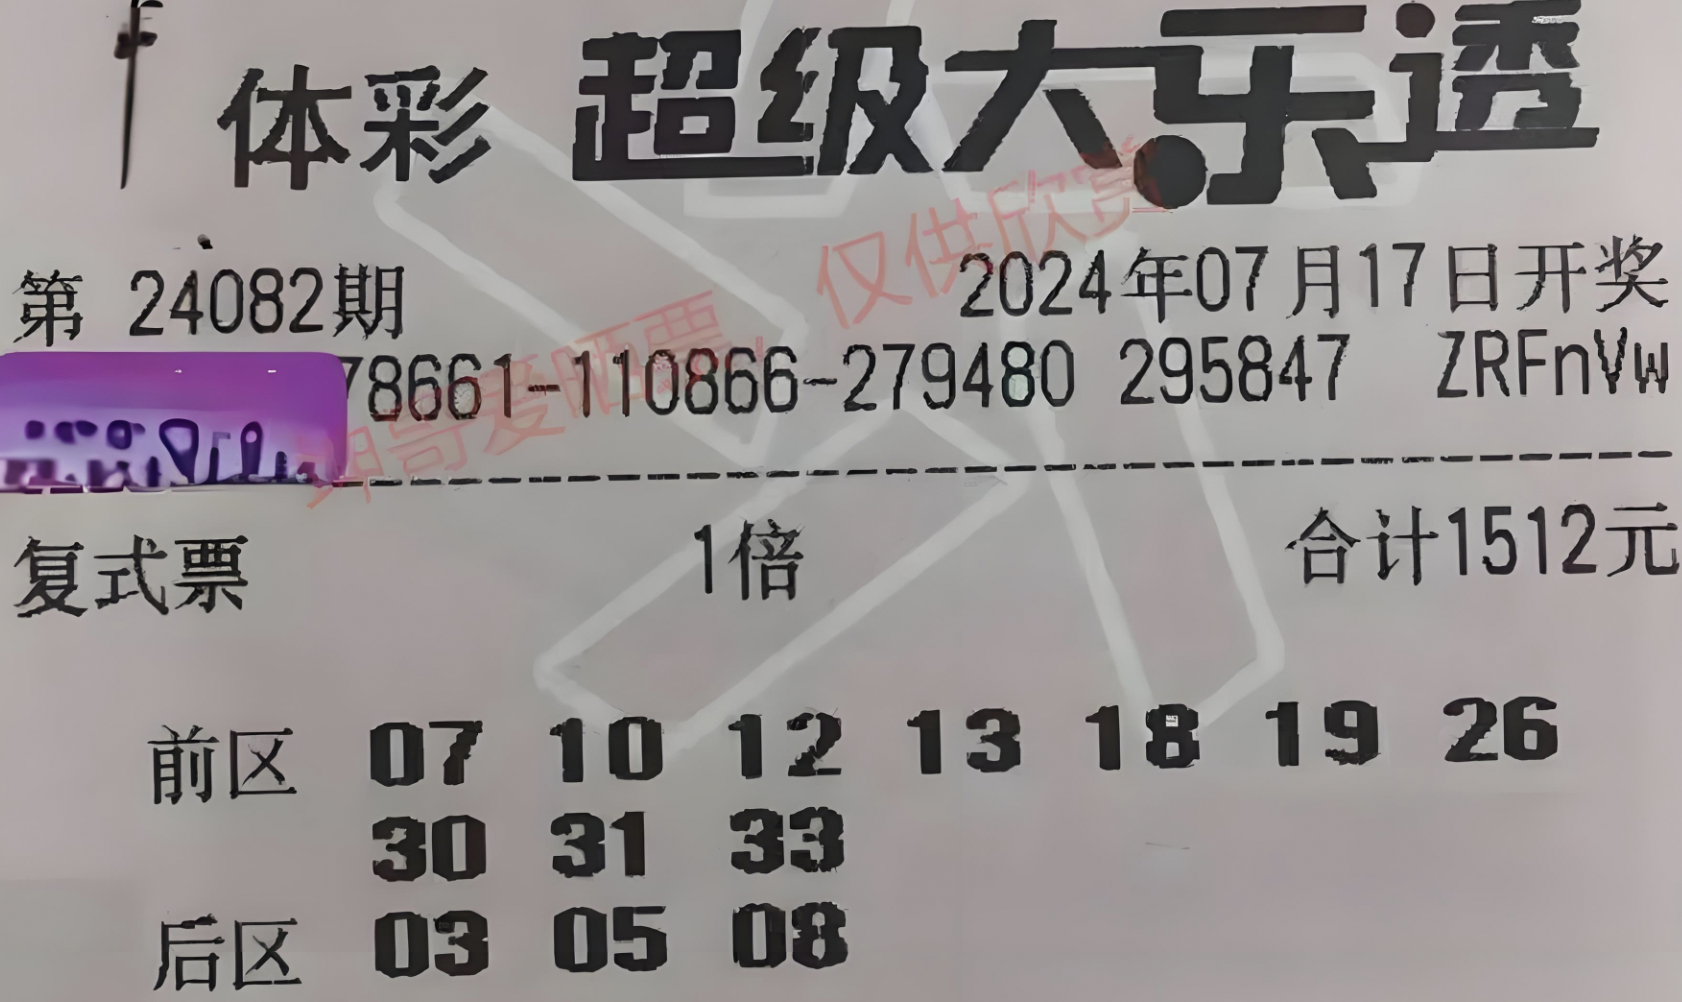 体彩 超级大乐透
第 24082期 2024年07月17日开奖
78661-110866-279480 295847 ZRFnVw
明哥爱晒票,仅供欣赏
复式票 1倍 合计1512元
前区 07 10 12 13 18 19 26
30 31 33
后区 03 05 08